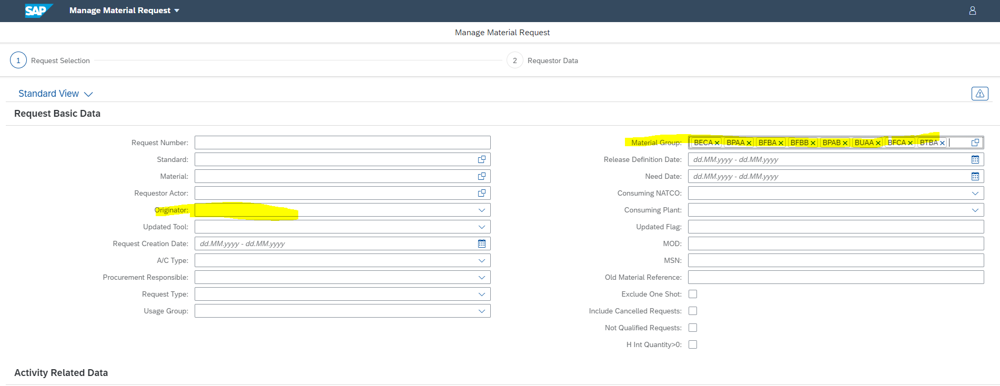 SAP Manage Material Request
Manage Material Request
1 Request Selection 2 Requestor Data
Standard View
Request Basic Data
Request Number:
Standard:
Material:
Requestor Actor:
Originator:
Updated Tool:
Request Creation Date: dd.MM.yyyy - dd.MM.yyyy
A/C Type:
Procurement Responsible:
Request Type:
Usage Group:
Material Group: BECA BPAA BFBA BFBB BPAB BUAA BFCA BTBA
Release Definition Date: dd.MM.yyyy - dd.MM.yyyy
Need Date: dd.MM.yyyy - dd.MM.yyyy
Consuming NATCO:
Consuming Plant:
Updated Flag:
MOD:
MSN:
Old Material Reference:
Exclude One Shot:
Include Cancelled Requests:
Not Qualified Requests:
H Int Quantity>0:
Activity Related Data